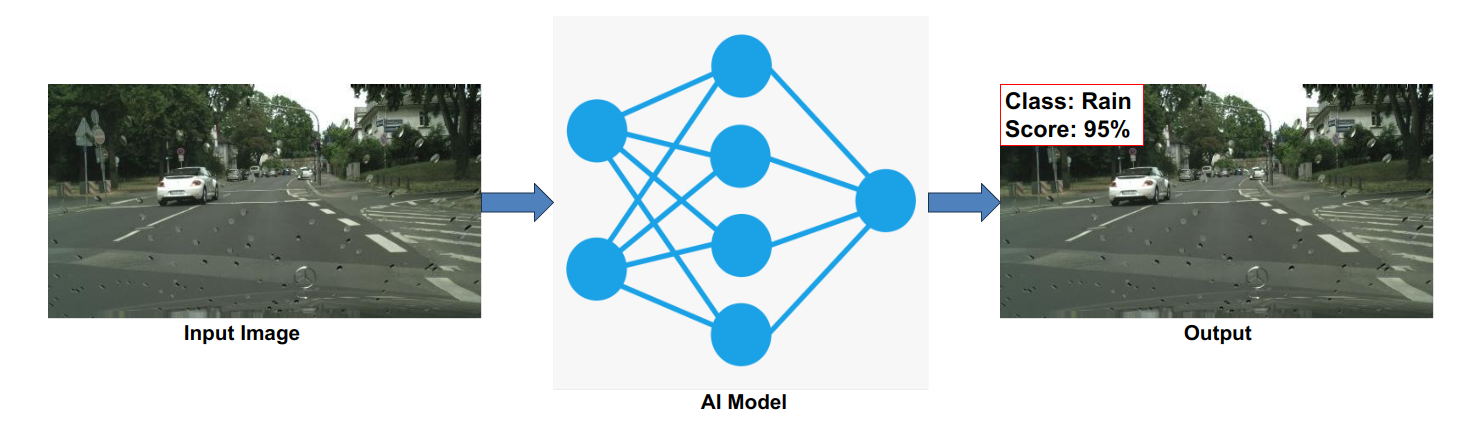 Class: Rain
Score: 95%
Input Image
Output
AI Model